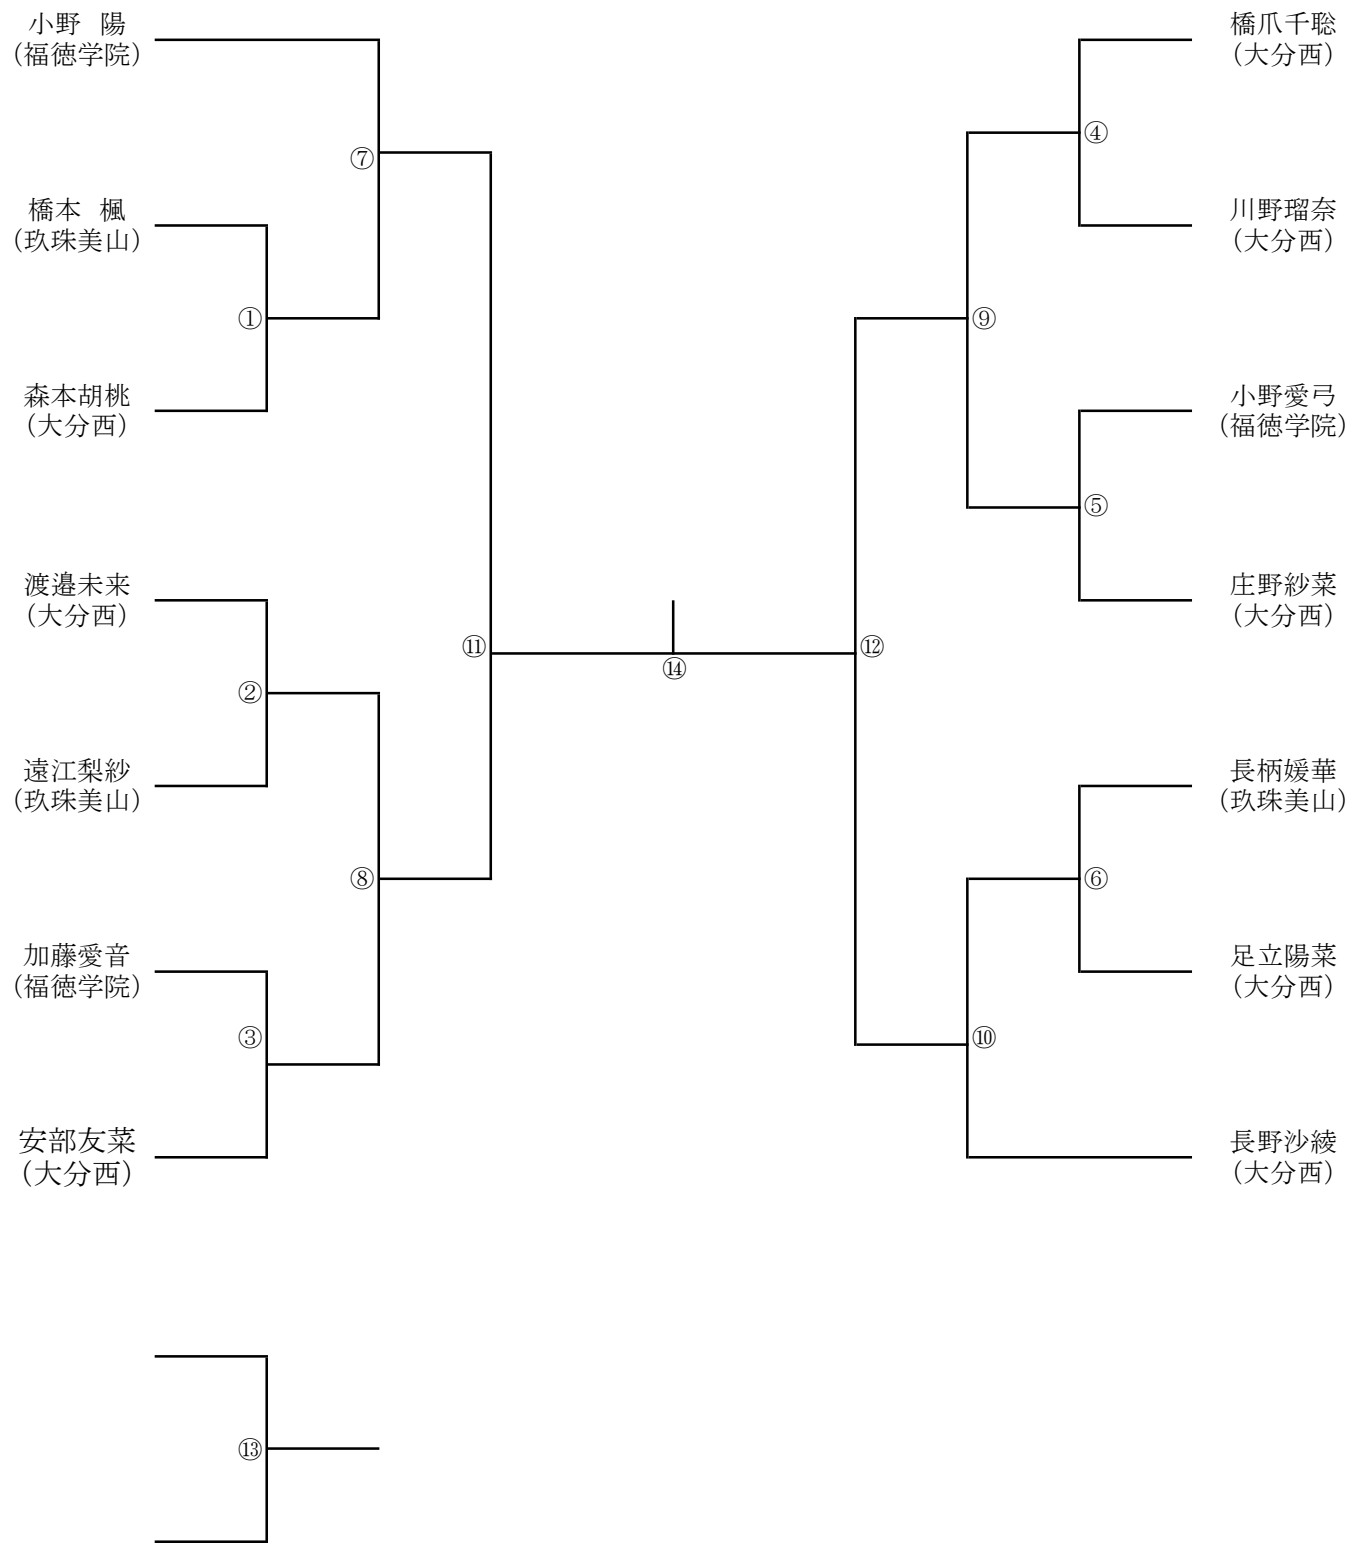 小野 陽
(福徳学院)
⑦
橋本 楓
(玖珠美山)
①
森本胡桃
(大分西)
渡邉未来
(大分西)
②
遠江梨紗
(玖珠美山)
⑧
加藤愛音
(福徳学院)
③
安部友菜
(大分西)
⑪
⑭
⑫
橋爪千聡
(大分西)
④
川野瑠奈
(大分西)
⑨
小野愛弓
(福徳学院)
⑤
庄野紗菜
(大分西)
長柄媛華
(玖珠美山)
⑥
足立陽菜
(大分西)
⑩
長野沙綾
(大分西)
⑬